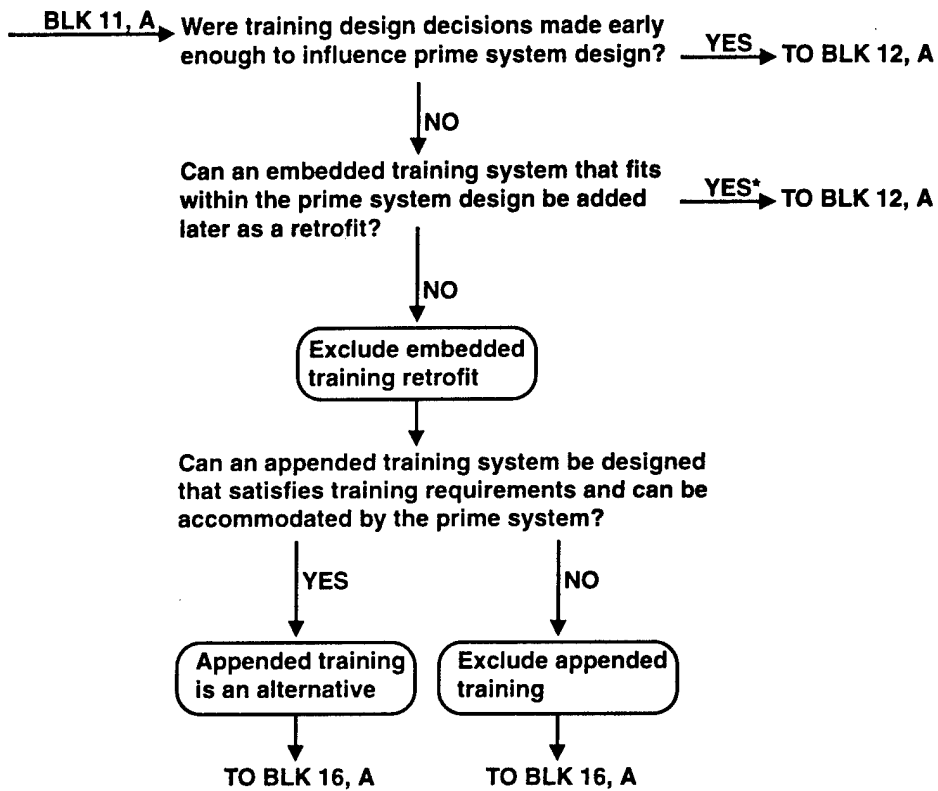 BLK 11, A
Were training design decisions made early
enough to influence prime system design?
YES
TO BLK 12, A
NO
Can an embedded training system that fits
within the prime system design be added
later as a retrofit?
YES*
TO BLK 12, A
NO
Exclude embedded
training retrofit
Can an appended training system be designed
that satisfies training requirements and can be
accommodated by the prime system?
YES
NO
Appended training
is an alternative
Exclude appended
training
TO BLK 16, A
TO BLK 16, A